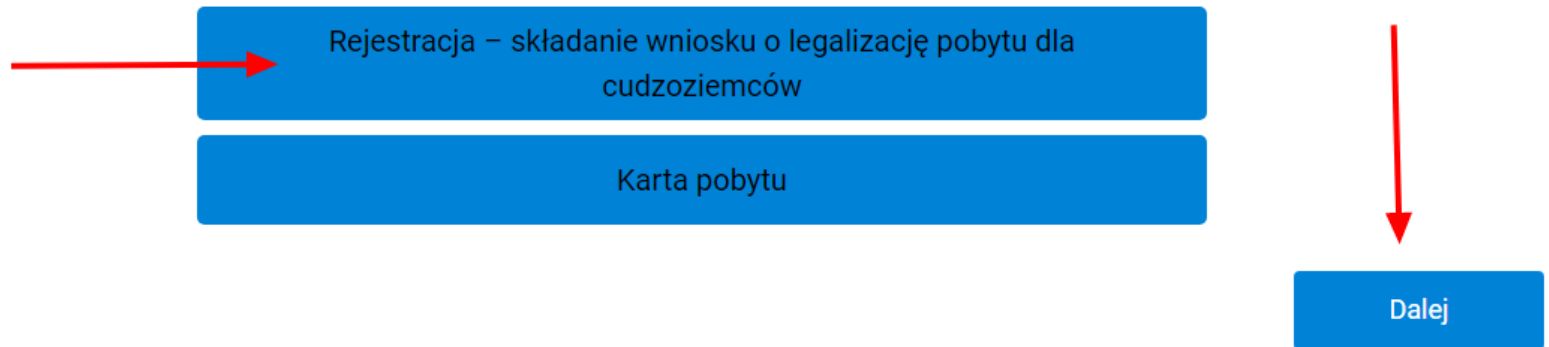 Rejestracja – składanie wniosku o legalizację pobytu dla
cudzoziemców
Karta pobytu
Dalej